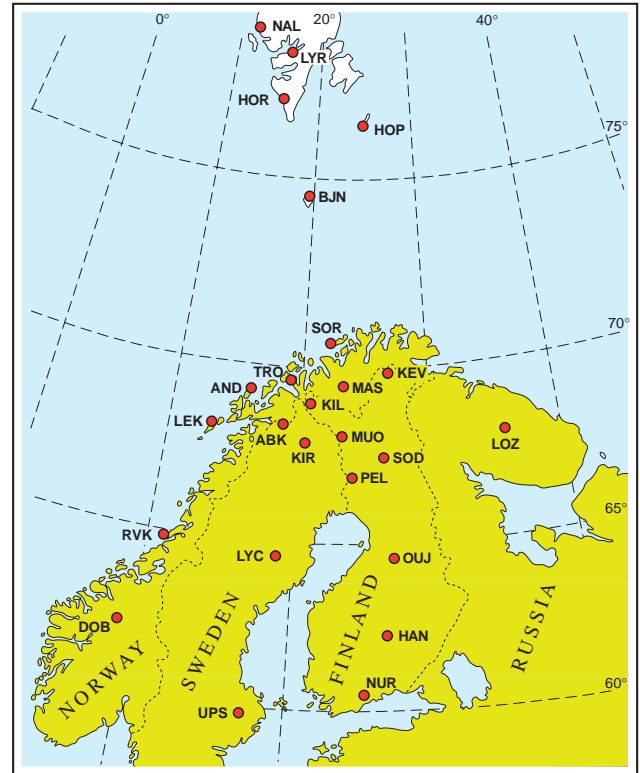 0° 20° 40°
NAL
LYR
HOR
HOP
75°
BJN
SOR
70°
TRO
KEV
AND
MAS
LEK
KIL
ABK
MUO
LOZ
KIR
SOD
PEL
65°
RVK
LYC
OUJ
DOB
HAN
NORWAY
SWEDEN
FINLAND
RUSSIA
NUR
60°
UPS